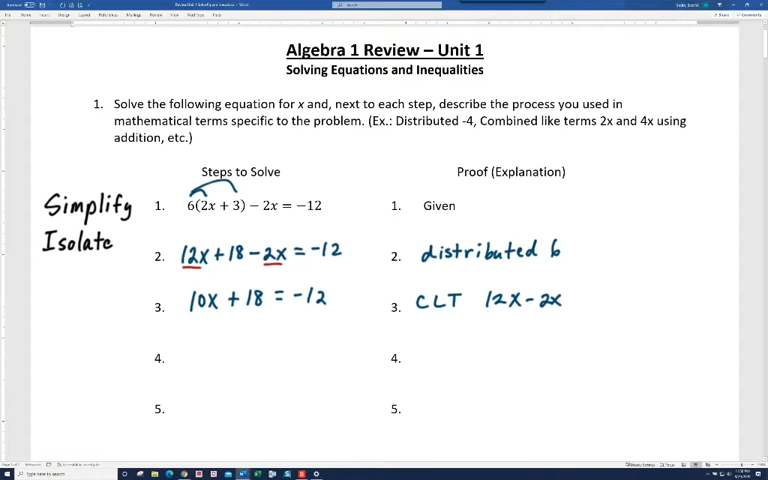 Algebra 1 Review – Unit 1
Solving Equations and Inequalities
1. Solve the following equation for x and, next to each step, describe the process you used in
mathematical terms specific to the problem. (Ex.: Distributed -4, Combined like terms 2x and 4x using
addition, etc.)
Steps to Solve Proof (Explanation)
Simplify
Isolate
1. 6(2x + 3) − 2x = −12 1. Given
2. 12x + 18 − 2x = −12 2. distributed 6
3. 10x + 18 = −12 3. CLT 12x − 2x
4. 4.
5. 5.